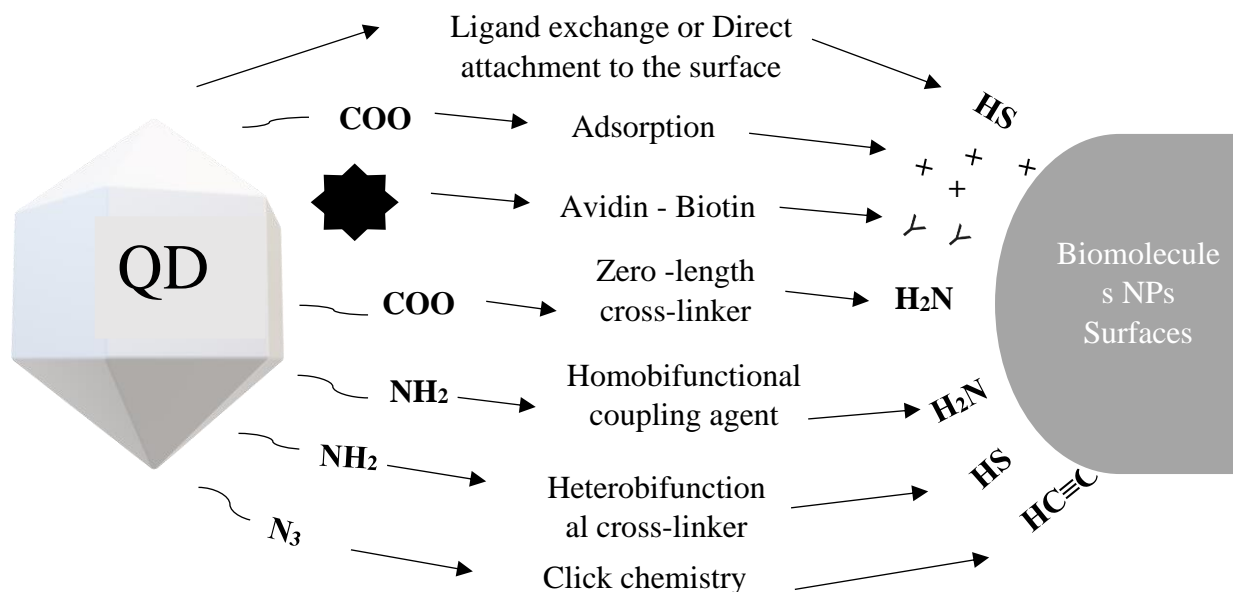 Ligand exchange or Direct
attachment to the surface
HS
COO
Adsorption
+ + +
+
Avidin - Biotin
QD
Biomolecule
s NPs
Surfaces
Zero -length
cross-linker
COO
H₂N
Homobifunctional
coupling agent
NH₂
H₂N
NH₂
HS
Heterobifunction
al cross-linker
HC≡C
N₃
Click chemistry